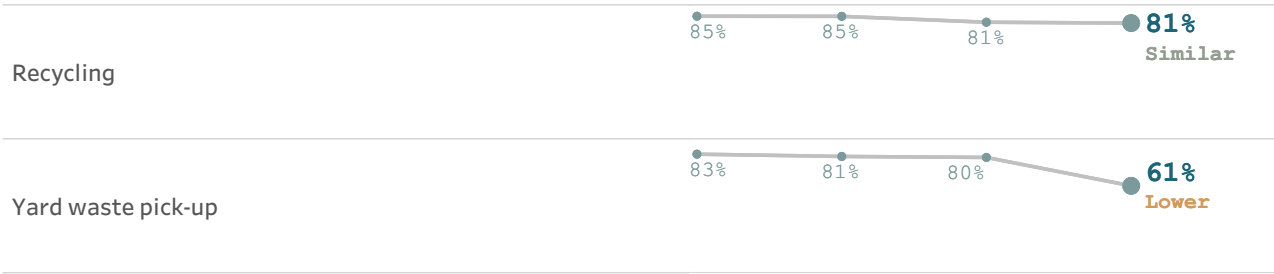 Recycling
85% 85% 81% 81%
Similar
Yard waste pick-up
83% 81% 80% 61%
Lower